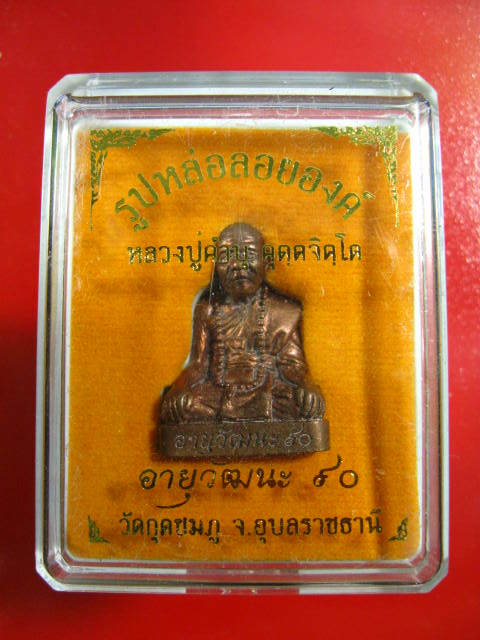 รูปหล่อลอยองค์
หลวงปู่คำบุ คุตฺตจิตฺโต
อายุวัฒนะ ๙๐
อายุวัฒนะ ๙๐
วัดกุดชมภู จ.อุบลราชธานี